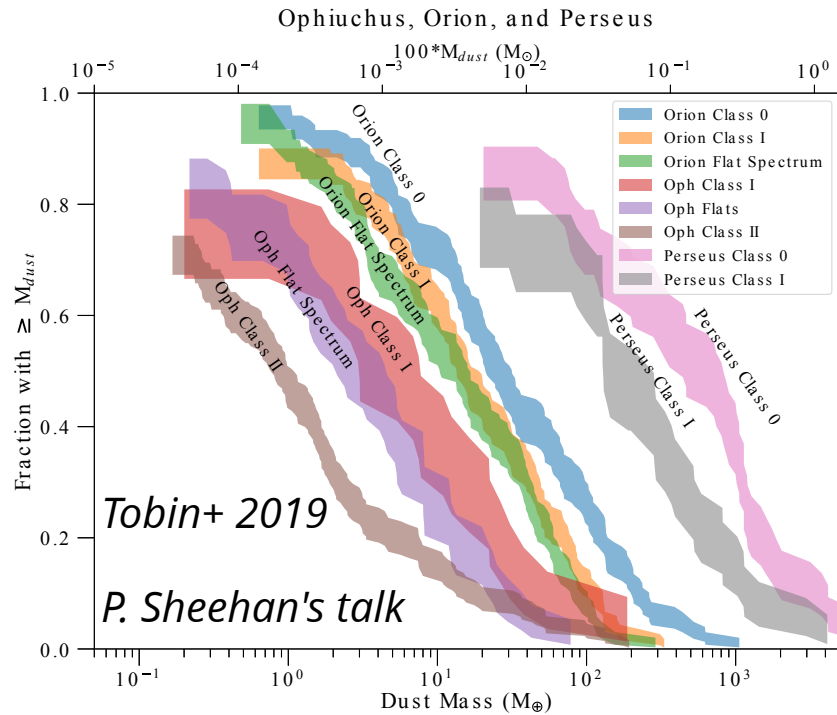 Ophiuchus, Orion, and Perseus
100*M_dust (M_⊙)
10^-5 10^-4 10^-3 10^-2 10^-1 10^0
Fraction with ≥ M_dust
1.0
0.8
0.6
0.4
0.2
0.0
Orion Class 0
Orion Class I
Orion Flat Spectrum
Oph Class I
Oph Flats
Oph Class II
Perseus Class 0
Perseus Class I
Orion Class 0
Orion Class I
Orion Flat Spectrum
Oph Class I
Oph Flat Spectrum
Oph Class II
Perseus Class 0
Perseus Class I
Tobin+ 2019
P. Sheehan's talk
10^-1 10^0 10^1 10^2 10^3
Dust Mass (M_⊕)